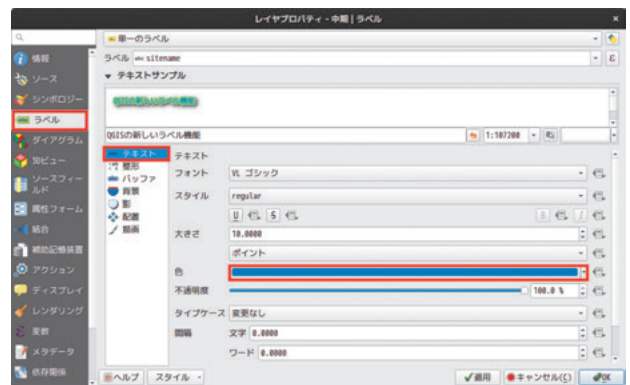 レイヤプロパティ - 中期 | ラベル
情報
ソース
シンボロジー
ラベル
ダイアグラム
3Dビュー
ソースフィールド
属性フォーム
結合
補助記憶装置
アクション
ディスプレイ
レンダリング
変数
メタデータ
依存関係
単一のラベル
ラベル abc sitename
テキストサンプル
QGISの新しいラベル機能
QGISの新しいラベル機能
1:107200
テキスト
整形
バッファ
背景
影
配置
描画
テキスト
フォント VL ゴシック
スタイル regular
U S B I
大きさ 10.0000
ポイント
色
不透明度 100.0 %
タイプケース 変更なし
間隔 文字 0.0000
ワード 0.0000
ヘルプ スタイル 適用 キャンセル(C) OK